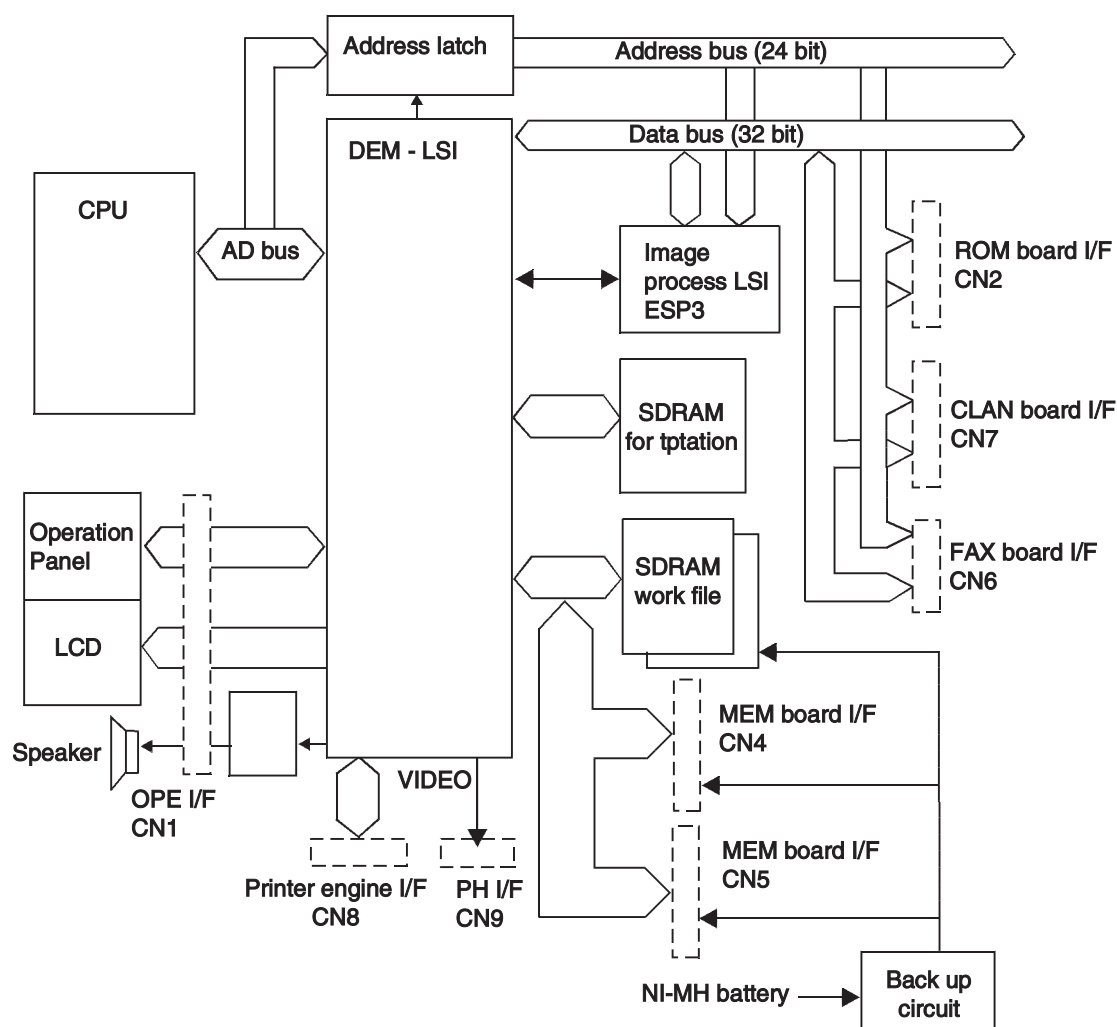 Address latch
Address bus (24 bit)
Data bus (32 bit)
DEM - LSI
CPU
AD bus
Image
process LSI
ESP3
ROM board I/F
CN2
SDRAM
for tptation
CLAN board I/F
CN7
Operation
Panel
SDRAM
work file
FAX board I/F
CN6
LCD
MEM board I/F
CN4
Speaker
VIDEO
OPE I/F
CN1
MEM board I/F
CN5
Printer engine I/F
CN8
PH I/F
CN9
NI-MH battery
Back up
circuit